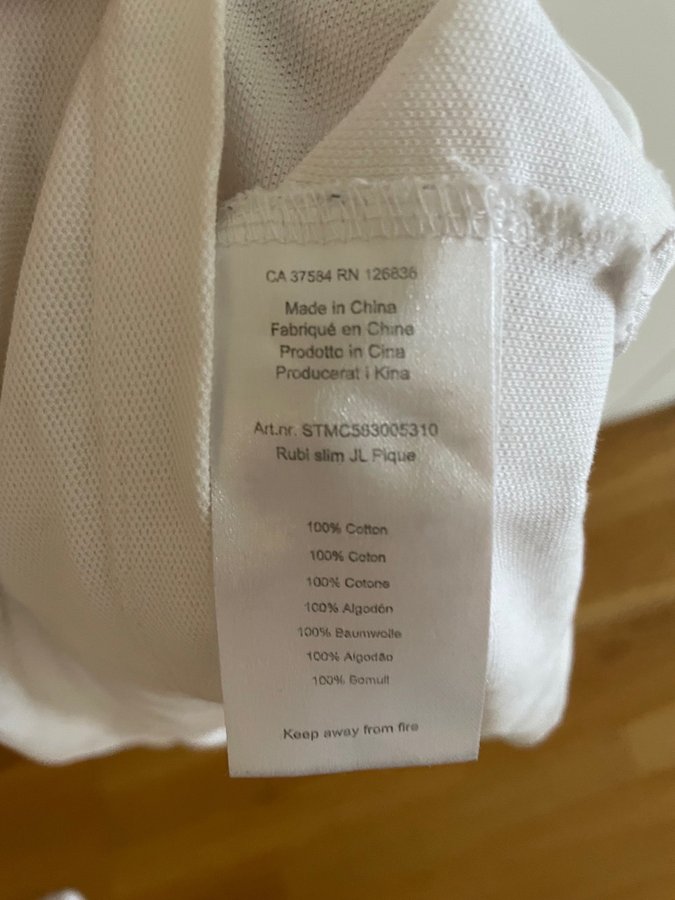 CA 37584 RN 126836
Made in China
Fabriqué en Chine
Prodotto in Cina
Producerat i Kina
Art.nr. STMC583005310
Rubi slim JL Pique
100% Cotton
100% Coton
100% Cotone
100% Algodón
100% Baumwolle
100% Algodão
100% Bomull
Keep away from fire